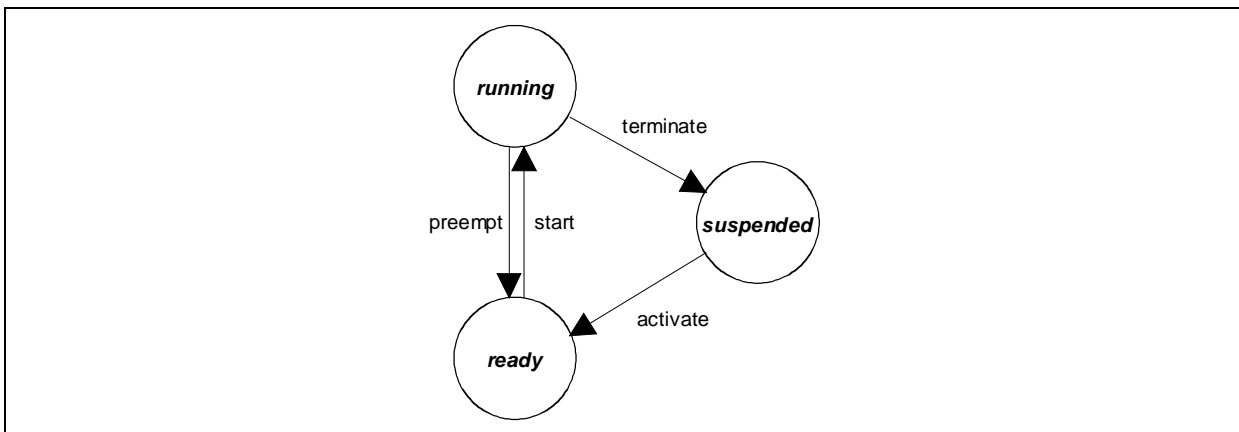 running
terminate
preempt
start
suspended
activate
ready